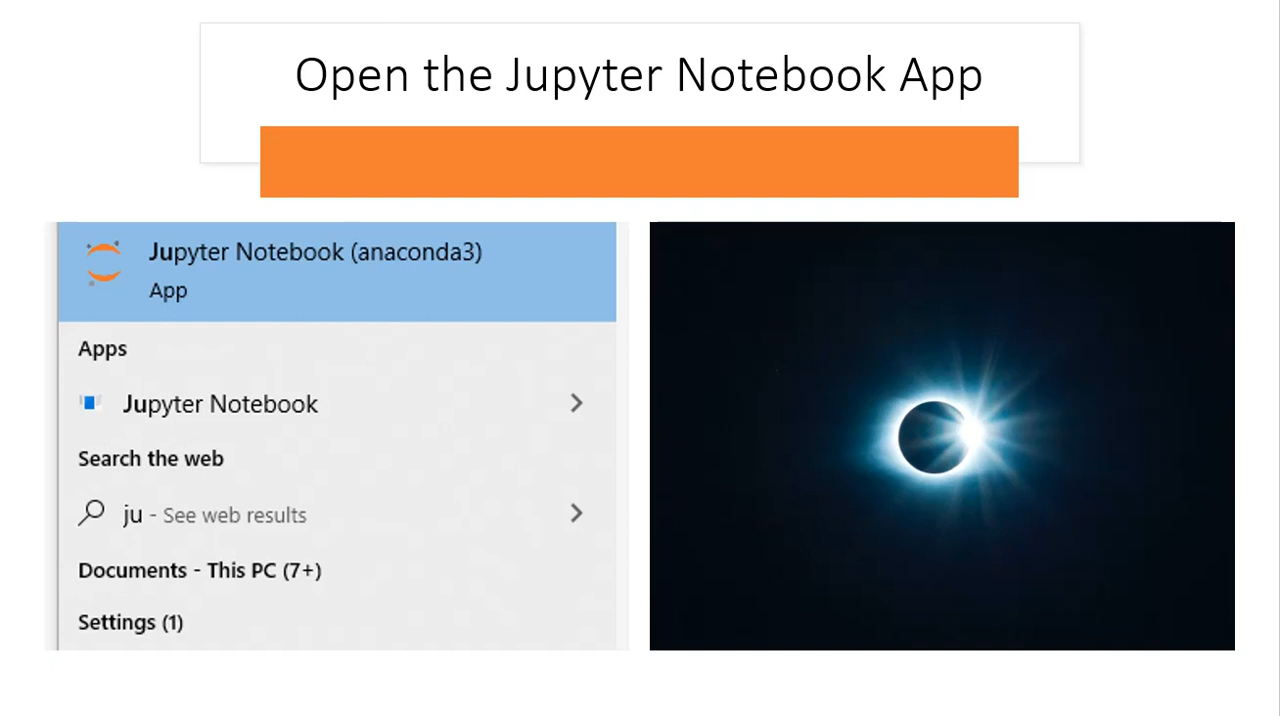 Open the Jupyter Notebook App
Jupyter Notebook (anaconda3)
App
Apps
Jupyter Notebook
Search the web
ju - See web results
Documents - This PC (7+)
Settings (1)